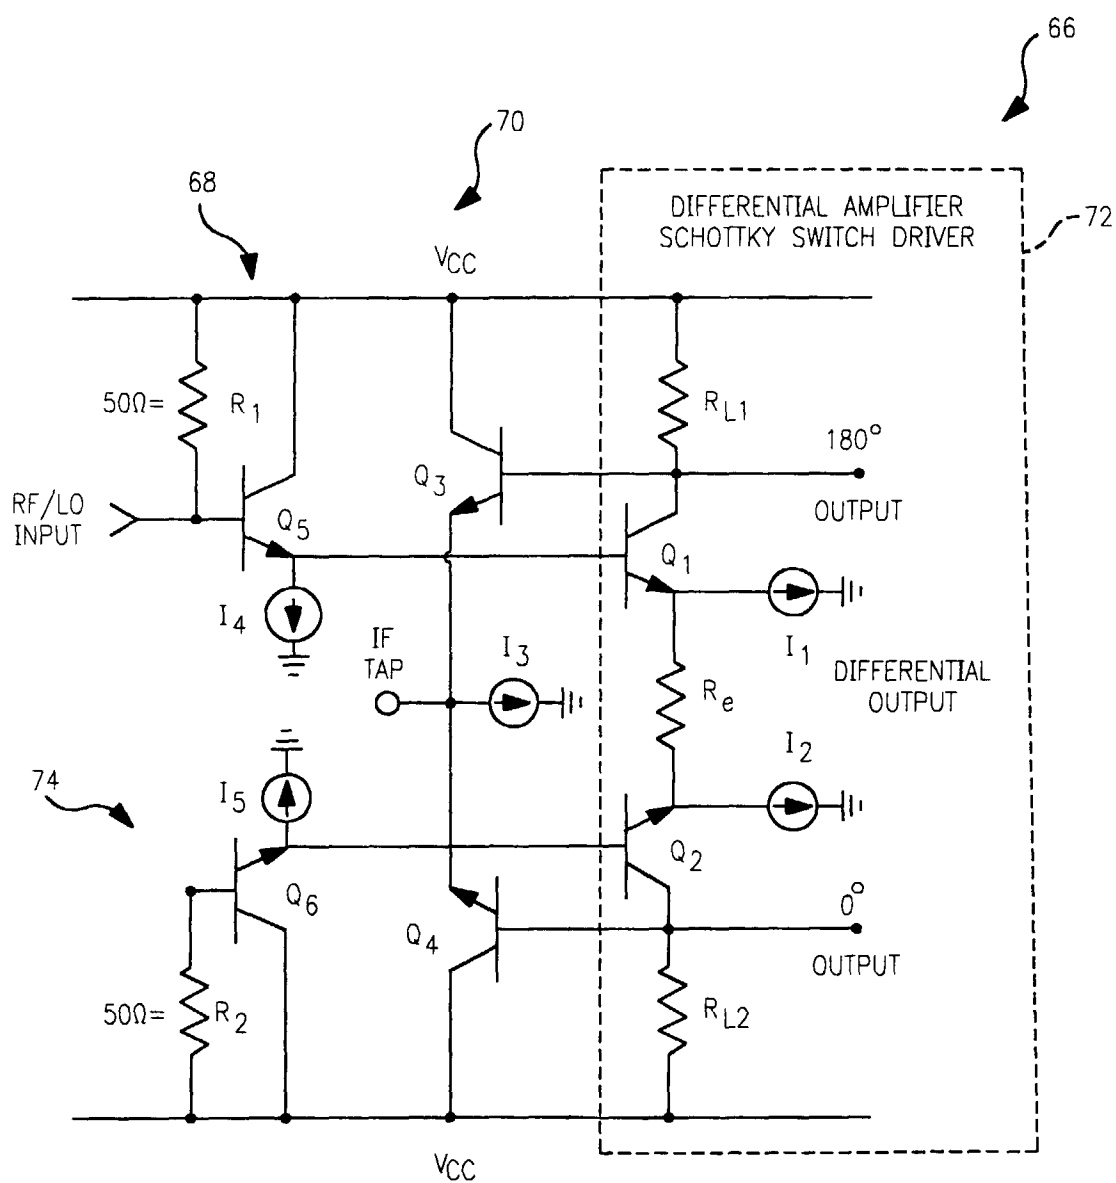 66
70
68
DIFFERENTIAL AMPLIFIER
SCHOTTKY SWITCH DRIVER
72
VCC
50Ω=
R1
RL1
180°
Q3
RF/LO
INPUT
OUTPUT
Q5
Q1
I4
I1
IF
TAP
I3
Re
DIFFERENTIAL
OUTPUT
I2
74
I5
Q2
Q6
0°
Q4
OUTPUT
50Ω=
R2
RL2
VCC